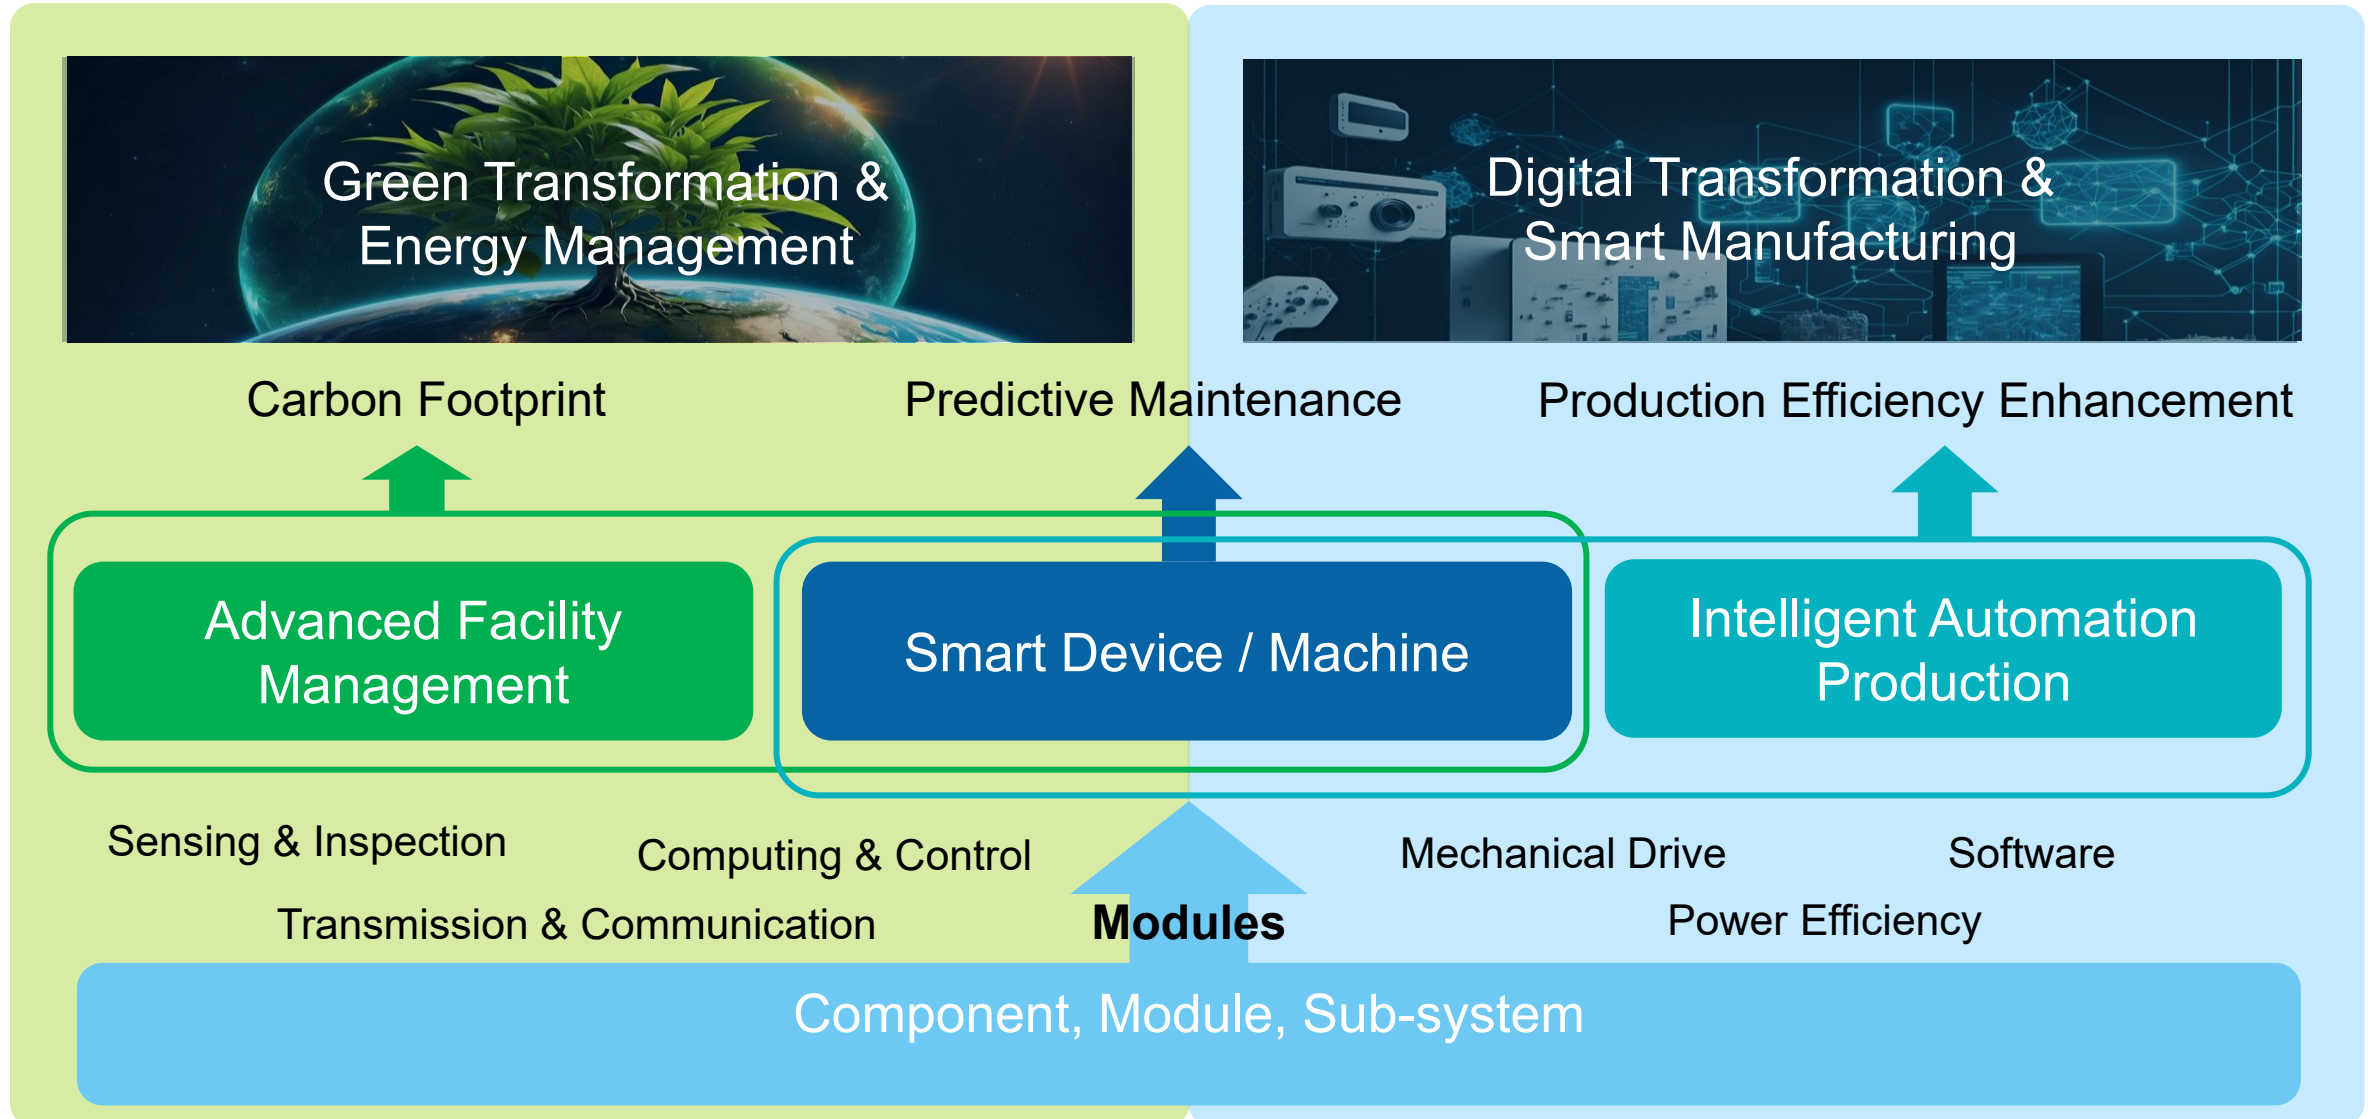 Green Transformation &
Energy Management
Digital Transformation &
Smart Manufacturing
Carbon Footprint
Predictive Maintenance
Production Efficiency Enhancement
Advanced Facility
Management
Smart Device / Machine
Intelligent Automation
Production
Sensing & Inspection
Computing & Control
Mechanical Drive
Software
Transmission & Communication
Modules
Power Efficiency
Component, Module, Sub-system